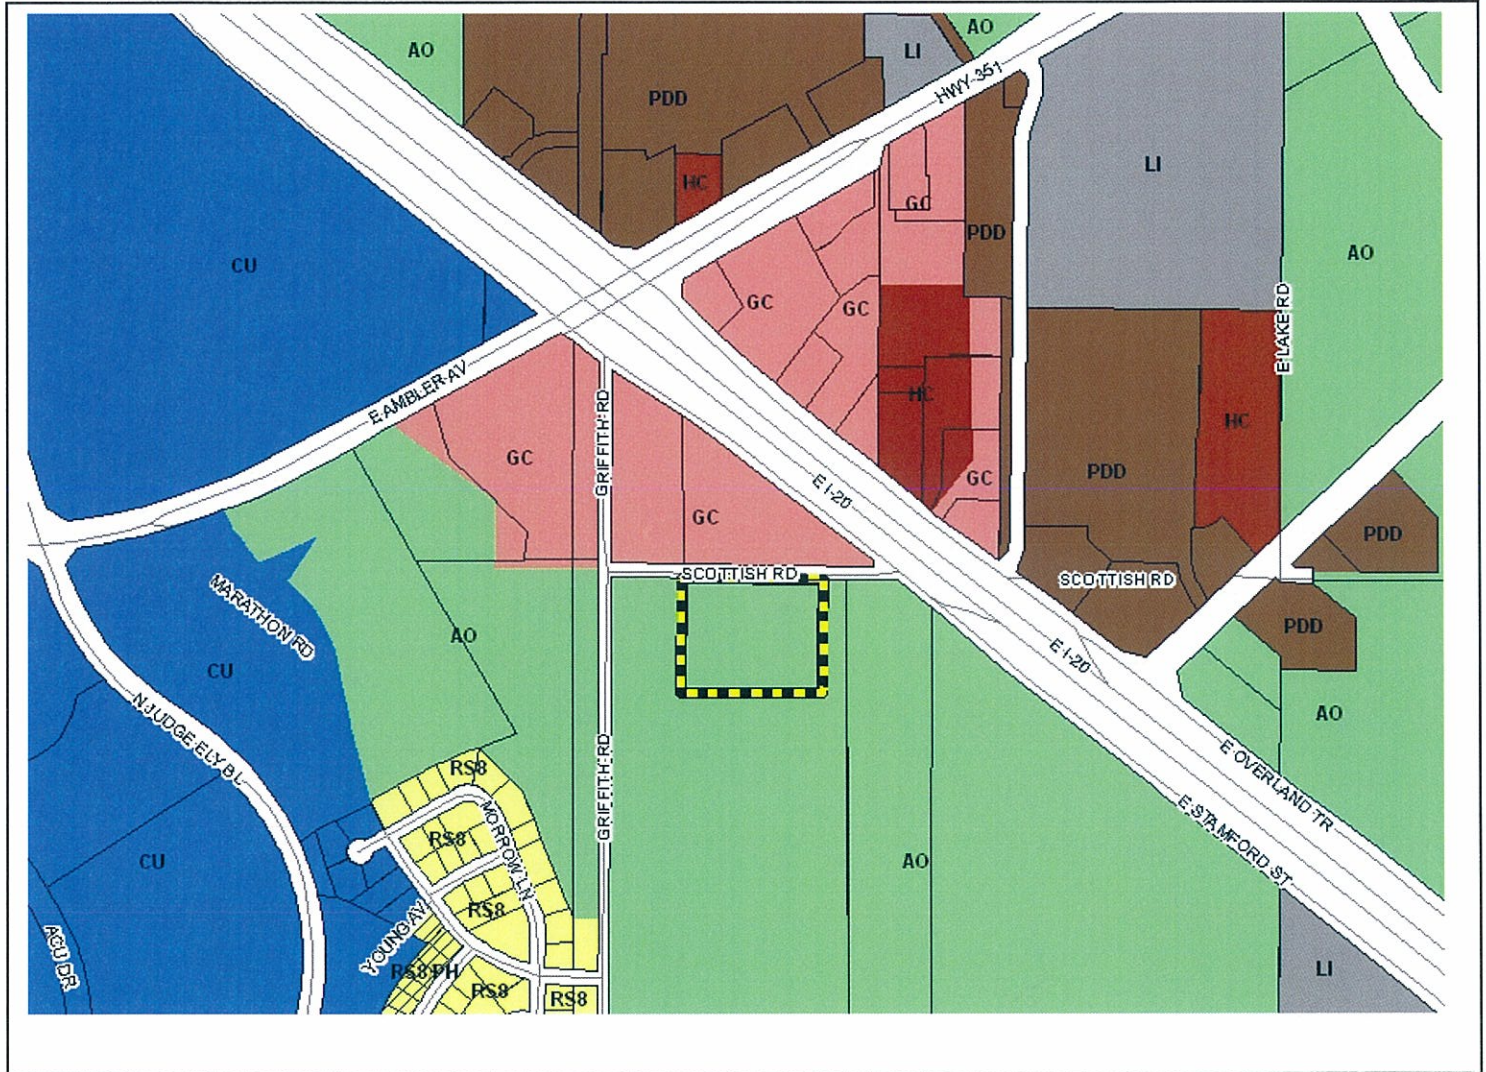 AO
AO
LI
PDD
HWY-351
LI
HC
GC
PDD
AO
CU
GC
GC
E LAKE RD
E AMBLER AV
HC
HC
GRIFFITH RD
GC
PDD
GC
E I-20
GC
PDD
SCOTTISH RD
SCOTTISH RD
MARATHON RD
AO
PDD
E I-20
CU
AO
N JUDGE ELY BL
GRIFFITH RD
E OVERLAND TR
RS8
E STAMFORD ST
RS8
MORROW LN
CU
AO
RS8
YOUNG AV
ACU DR
RS8 PH
RS8
RS8
LI